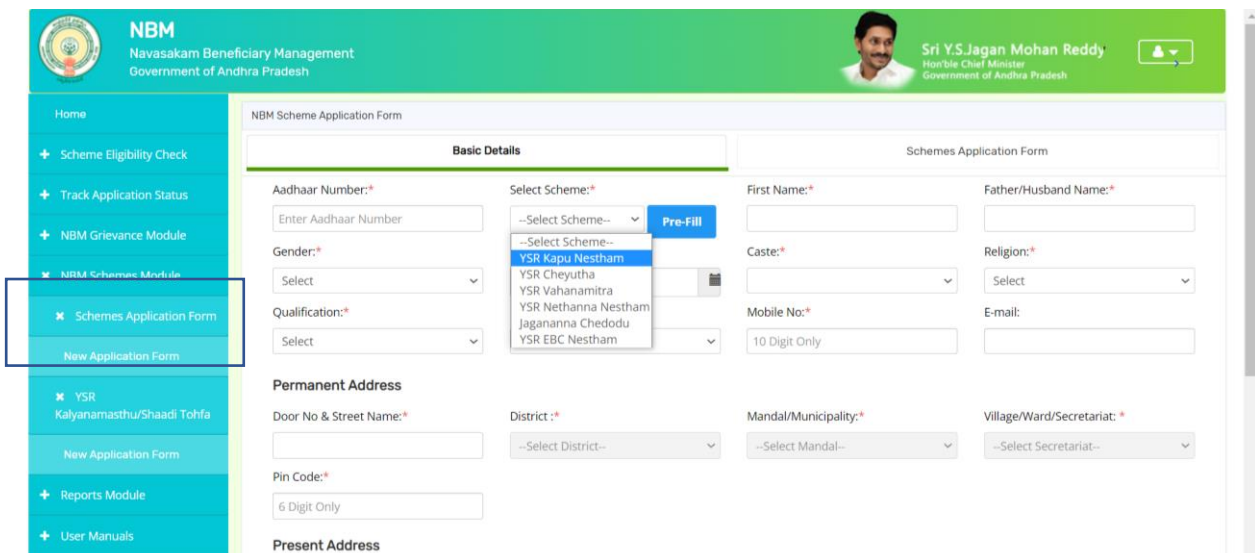 NBM
Navasakam Beneficiary Management
Government of Andhra Pradesh
Sri Y.S.Jagan Mohan Reddy
Hon'ble Chief Minister
Government of Andhra Pradesh
Home
Scheme Eligibility Check
Track Application Status
NBM Grievance Module
NBM Schemes Module
Schemes Application Form
New Application Form
YSR
Kalyanamasthu/Shaadi Tohfa
New Application Form
Reports Module
User Manuals
NBM Scheme Application Form
Basic Details
Schemes Application Form
Aadhaar Number:*
Select Scheme:*
First Name:*
Father/Husband Name:*
Enter Aadhaar Number
--Select Scheme--
Pre-Fill
--Select Scheme--
YSR Kapu Nestham
YSR Cheyutha
YSR Vahanamitra
YSR Nethanna Nestham
Jagananna Chedodu
YSR EBC Nestham
Gender:*
Caste:*
Religion:*
Select
Select
Qualification:*
Mobile No:*
E-mail:
Select
10 Digit Only
Permanent Address
Door No & Street Name:*
District :*
Mandal/Municipality:*
Village/Ward/Secretariat: *
--Select District--
--Select Mandal--
--Select Secretariat--
Pin Code:*
6 Digit Only
Present Address